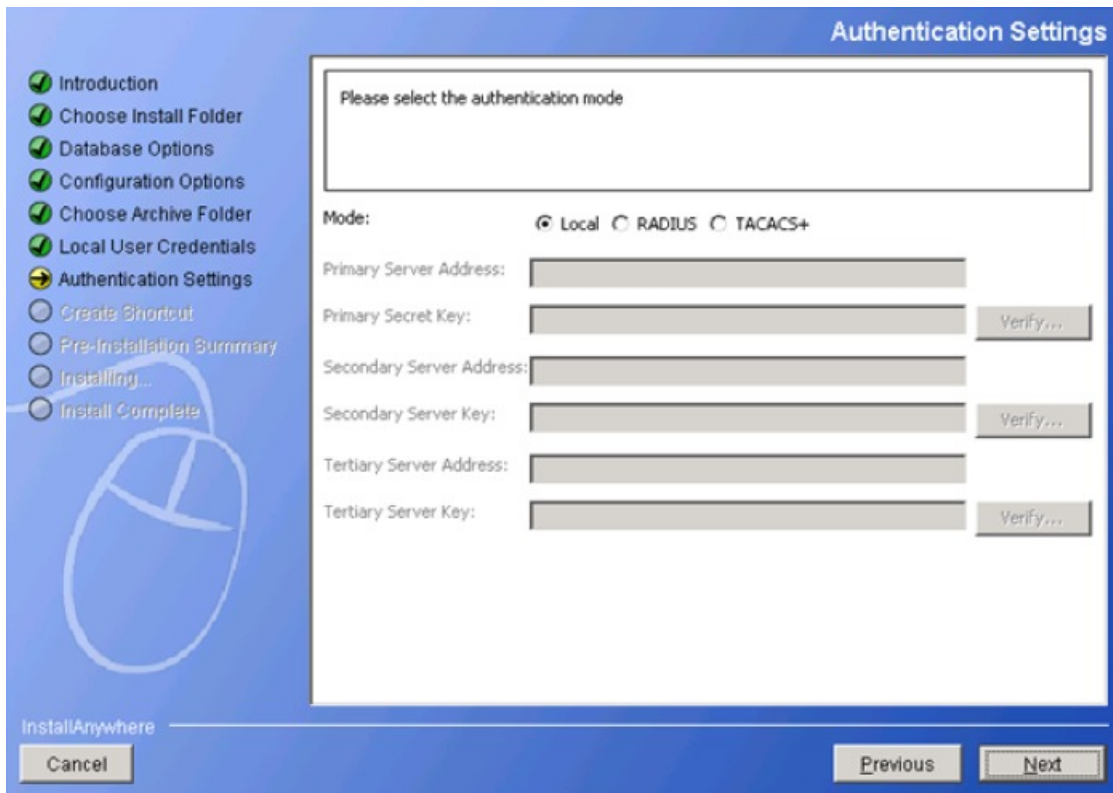 Authentication Settings
Introduction
Choose Install Folder
Database Options
Configuration Options
Choose Archive Folder
Local User Credentials
Authentication Settings
Create Shortcut
Pre-Installation Summary
Installing...
Install Complete
Please select the authentication mode
Mode: Local RADIUS TACACS+
Primary Server Address:
Primary Secret Key: Verify...
Secondary Server Address:
Secondary Server Key: Verify...
Tertiary Server Address:
Tertiary Server Key: Verify...
InstallAnywhere
Cancel Previous Next